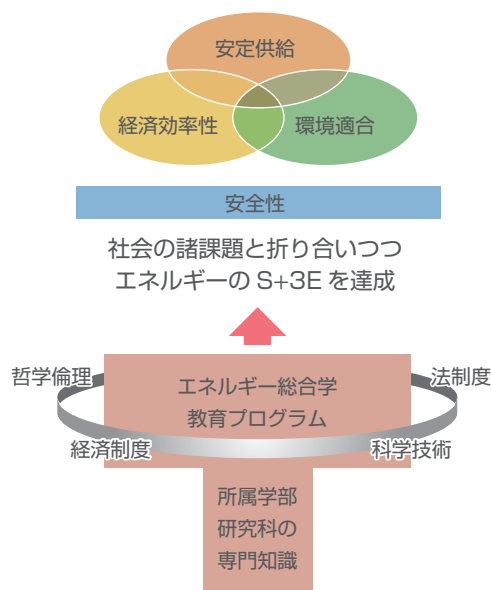 安定供給
経済効率性
環境適合
安全性
社会の諸課題と折り合いつつ
エネルギーの S+3E を達成
哲学倫理
法制度
エネルギー総合学
教育プログラム
経済制度
科学技術
所属学部
研究科の
専門知識